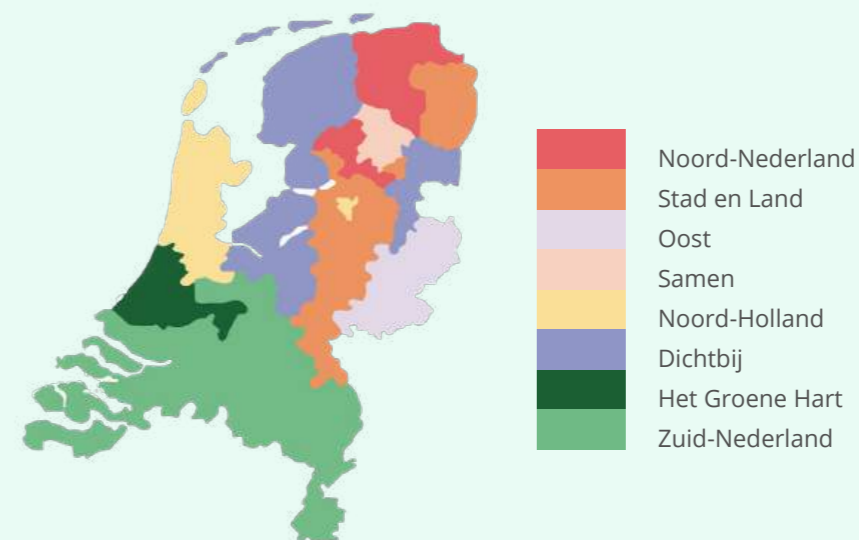 Noord-Nederland
Stad en Land
Oost
Samen
Noord-Holland
Dichtbij
Het Groene Hart
Zuid-Nederland